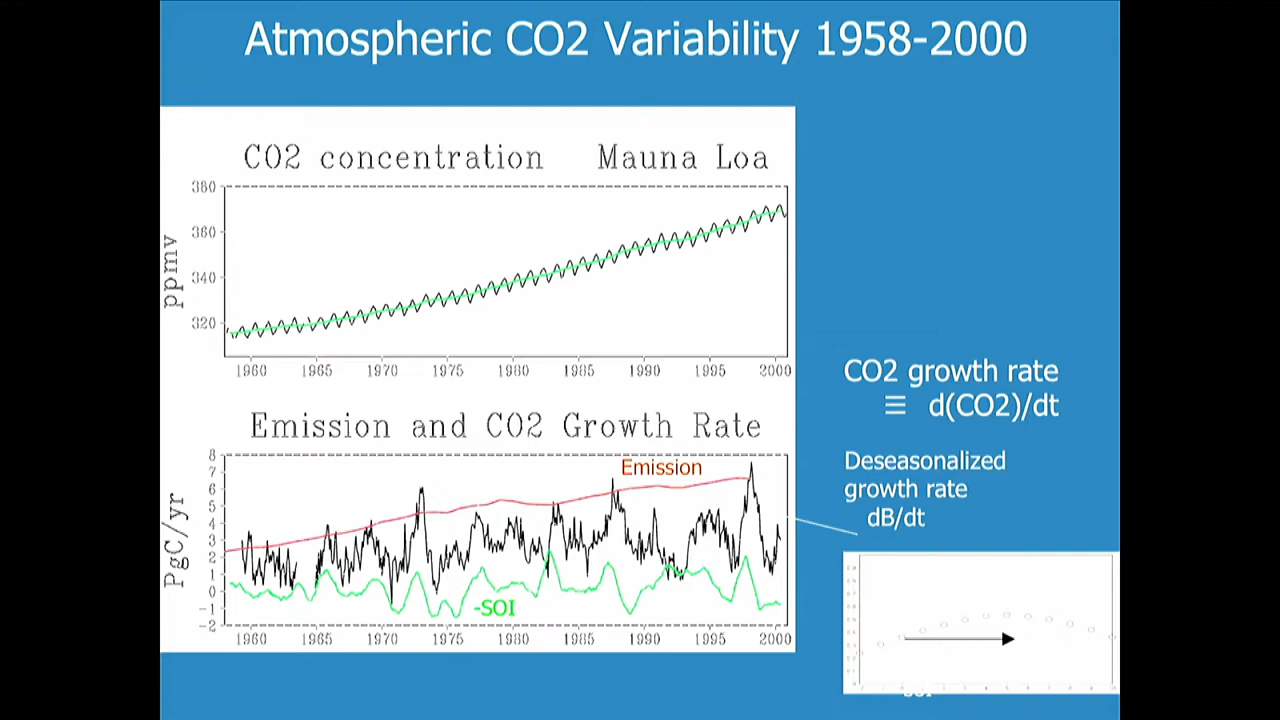 Atmospheric CO2 Variability 1958-2000
CO2 concentration Mauna Loa
380
360
340
320
ppmv
1960 1965 1970 1975 1980 1985 1990 1995 2000
Emission and CO2 Growth Rate
8
7
6
5
4
3
2
1
0
-1
-2
PgC/yr
Emission
-SOI
1960 1965 1970 1975 1980 1985 1990 1995 2000
CO2 growth rate
≡ d(CO2)/dt
Deseasonalized
growth rate
dB/dt